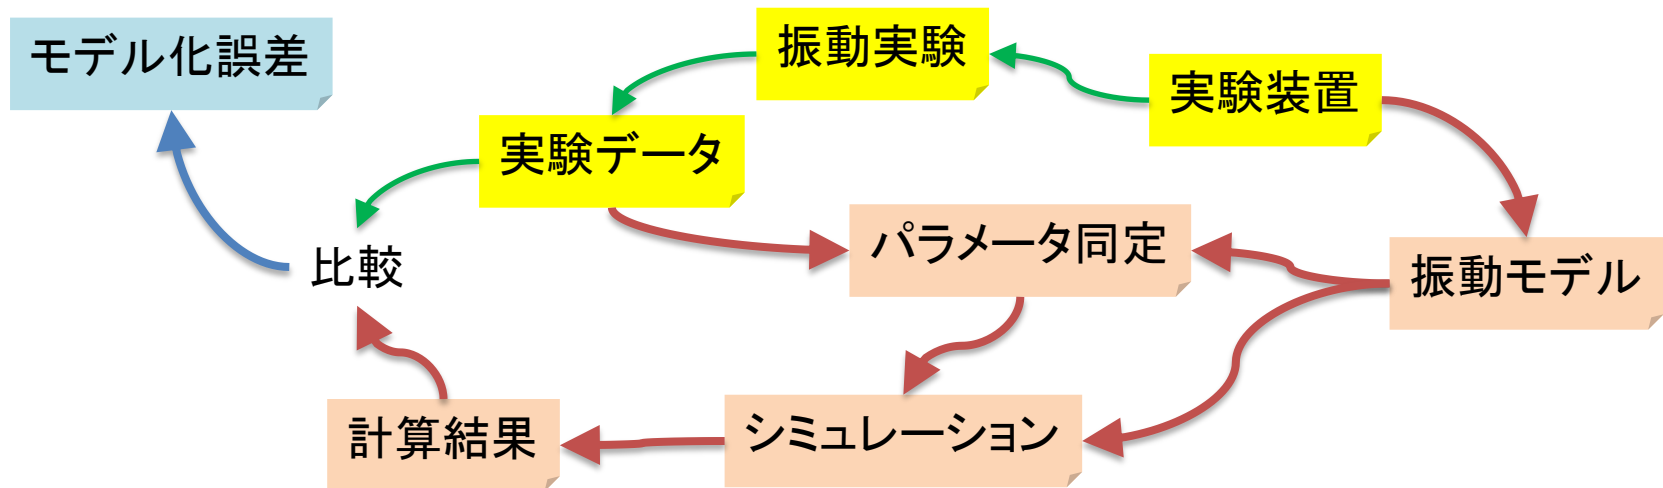 モデル化誤差
振動実験
実験装置
実験データ
パラメータ同定
比較
振動モデル
計算結果
シミュレーション